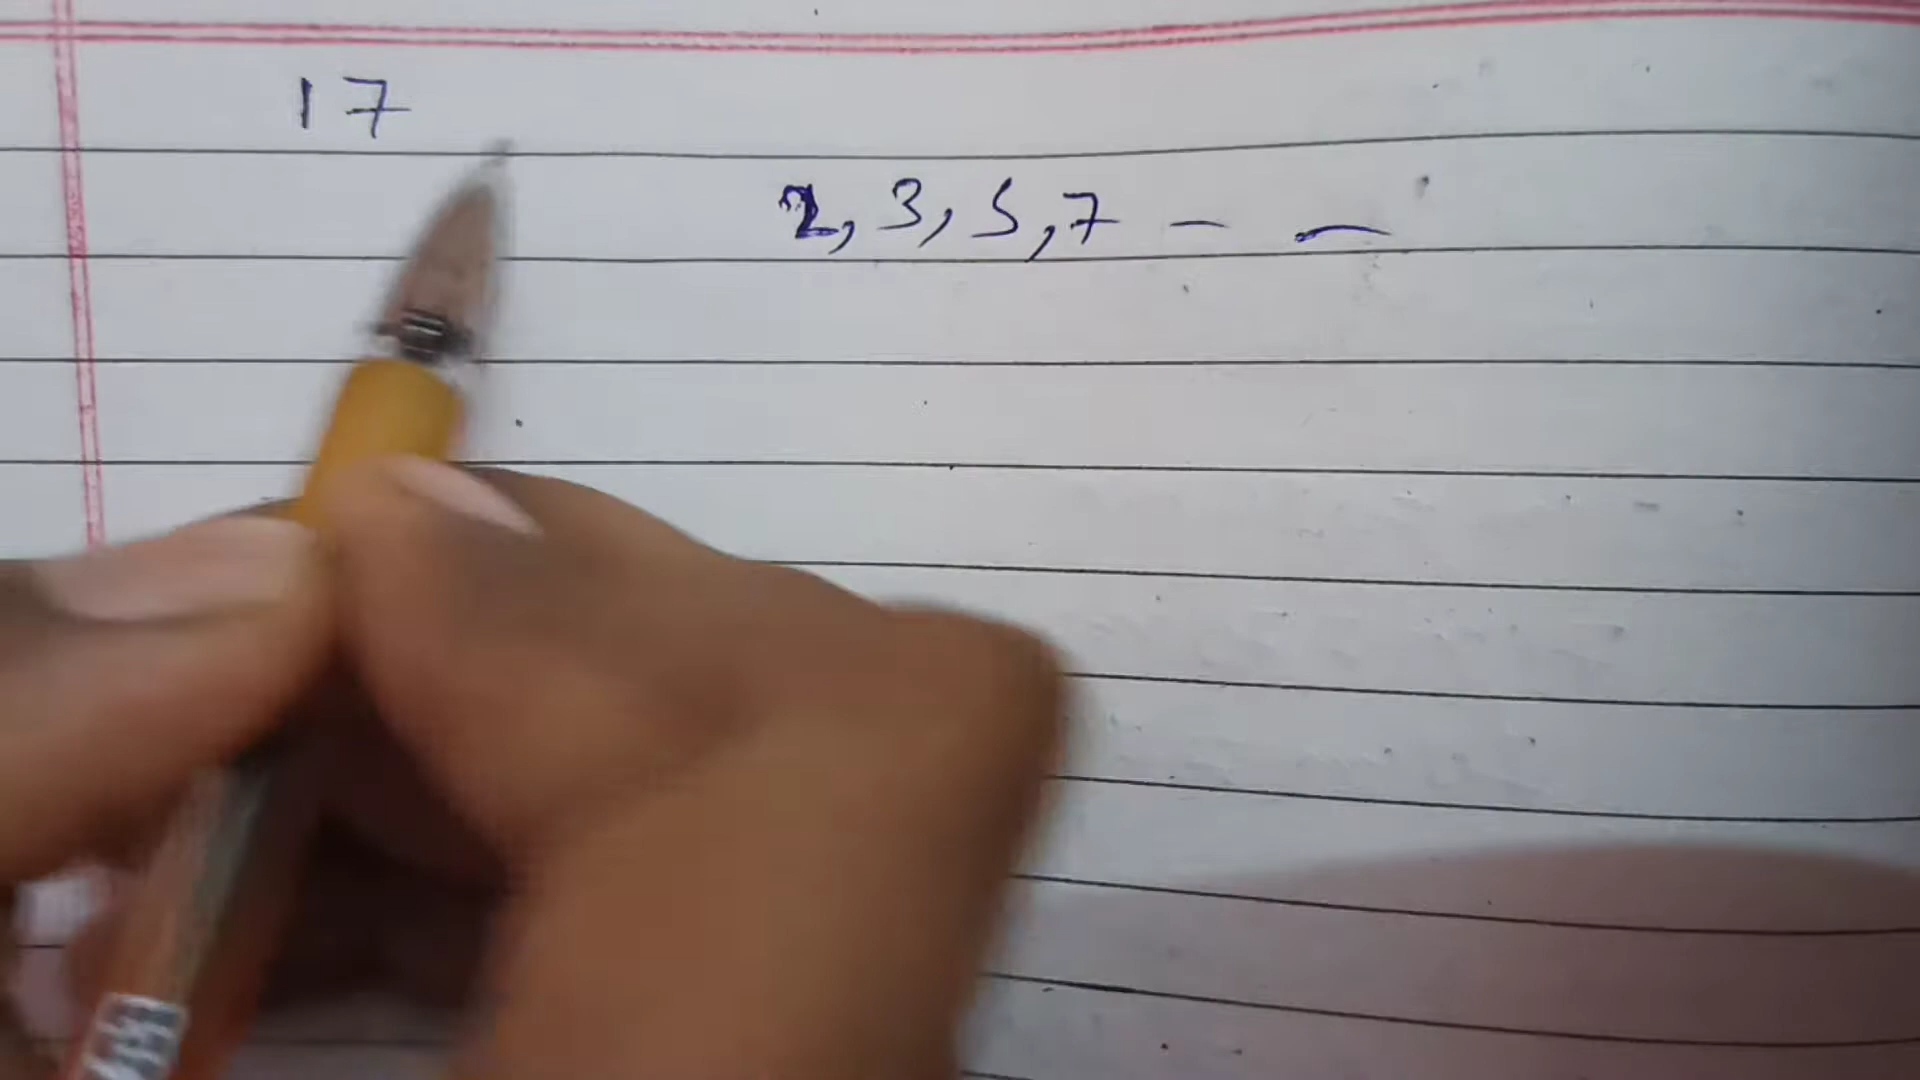 17
2, 3, 5, 7 – –